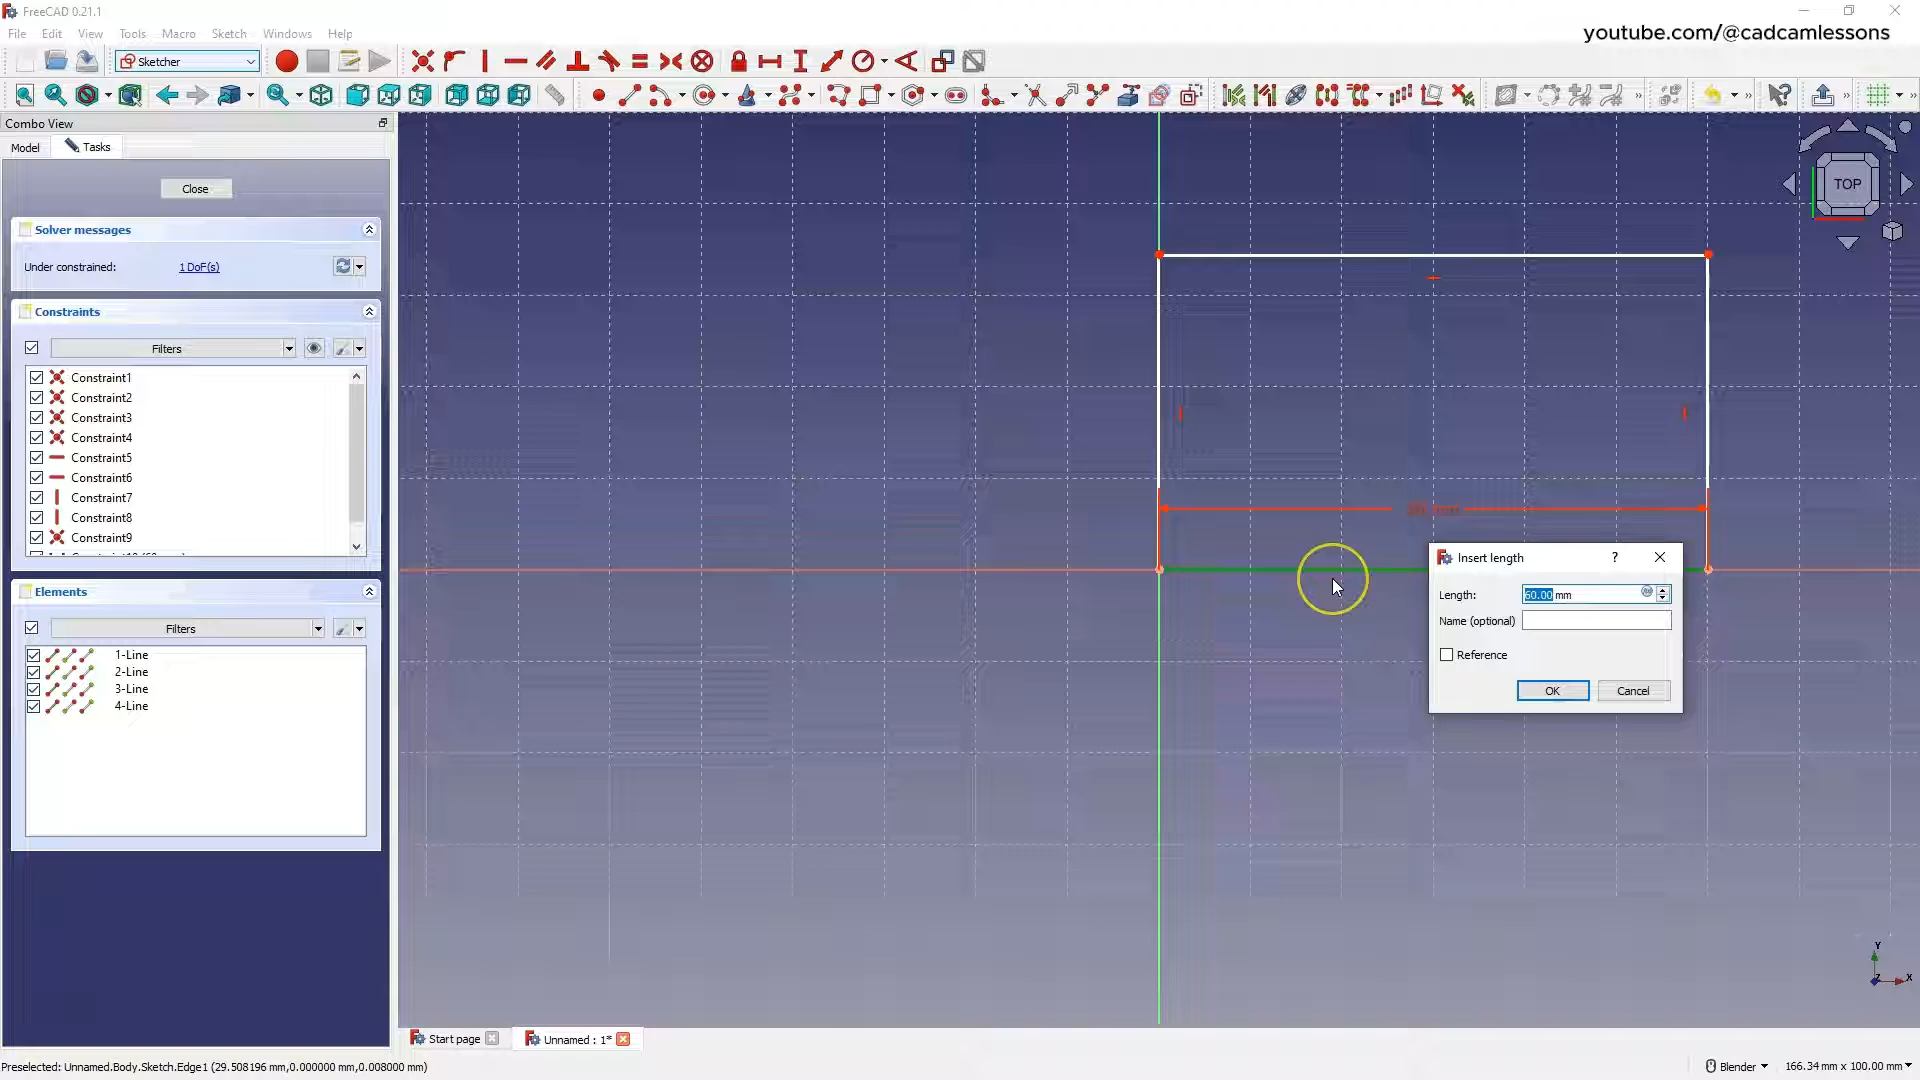 FreeCAD 0.21.1
youtube.com/@cadcamlessons
File Edit View Tools Macro Sketch Windows Help
Sketcher
Combo View
Model Tasks
Close
Solver messages
Under constrained: 1 DoF(s)
Constraints
Filters
Constraint1
Constraint2
Constraint3
Constraint4
Constraint5
Constraint6
Constraint7
Constraint8
Constraint9
Elements
Filters
1-Line
2-Line
3-Line
4-Line
TOP
Insert length ?
Length: 60.00 mm
Name (optional)
Reference
OK Cancel
Y
Z X
Start page Unnamed : 1*
Preselected: Unnamed.Body.Sketch.Edge1 (29.508196 mm,0.000000 mm,0.008000 mm)
Blender 166.34 mm x 100.00 mm